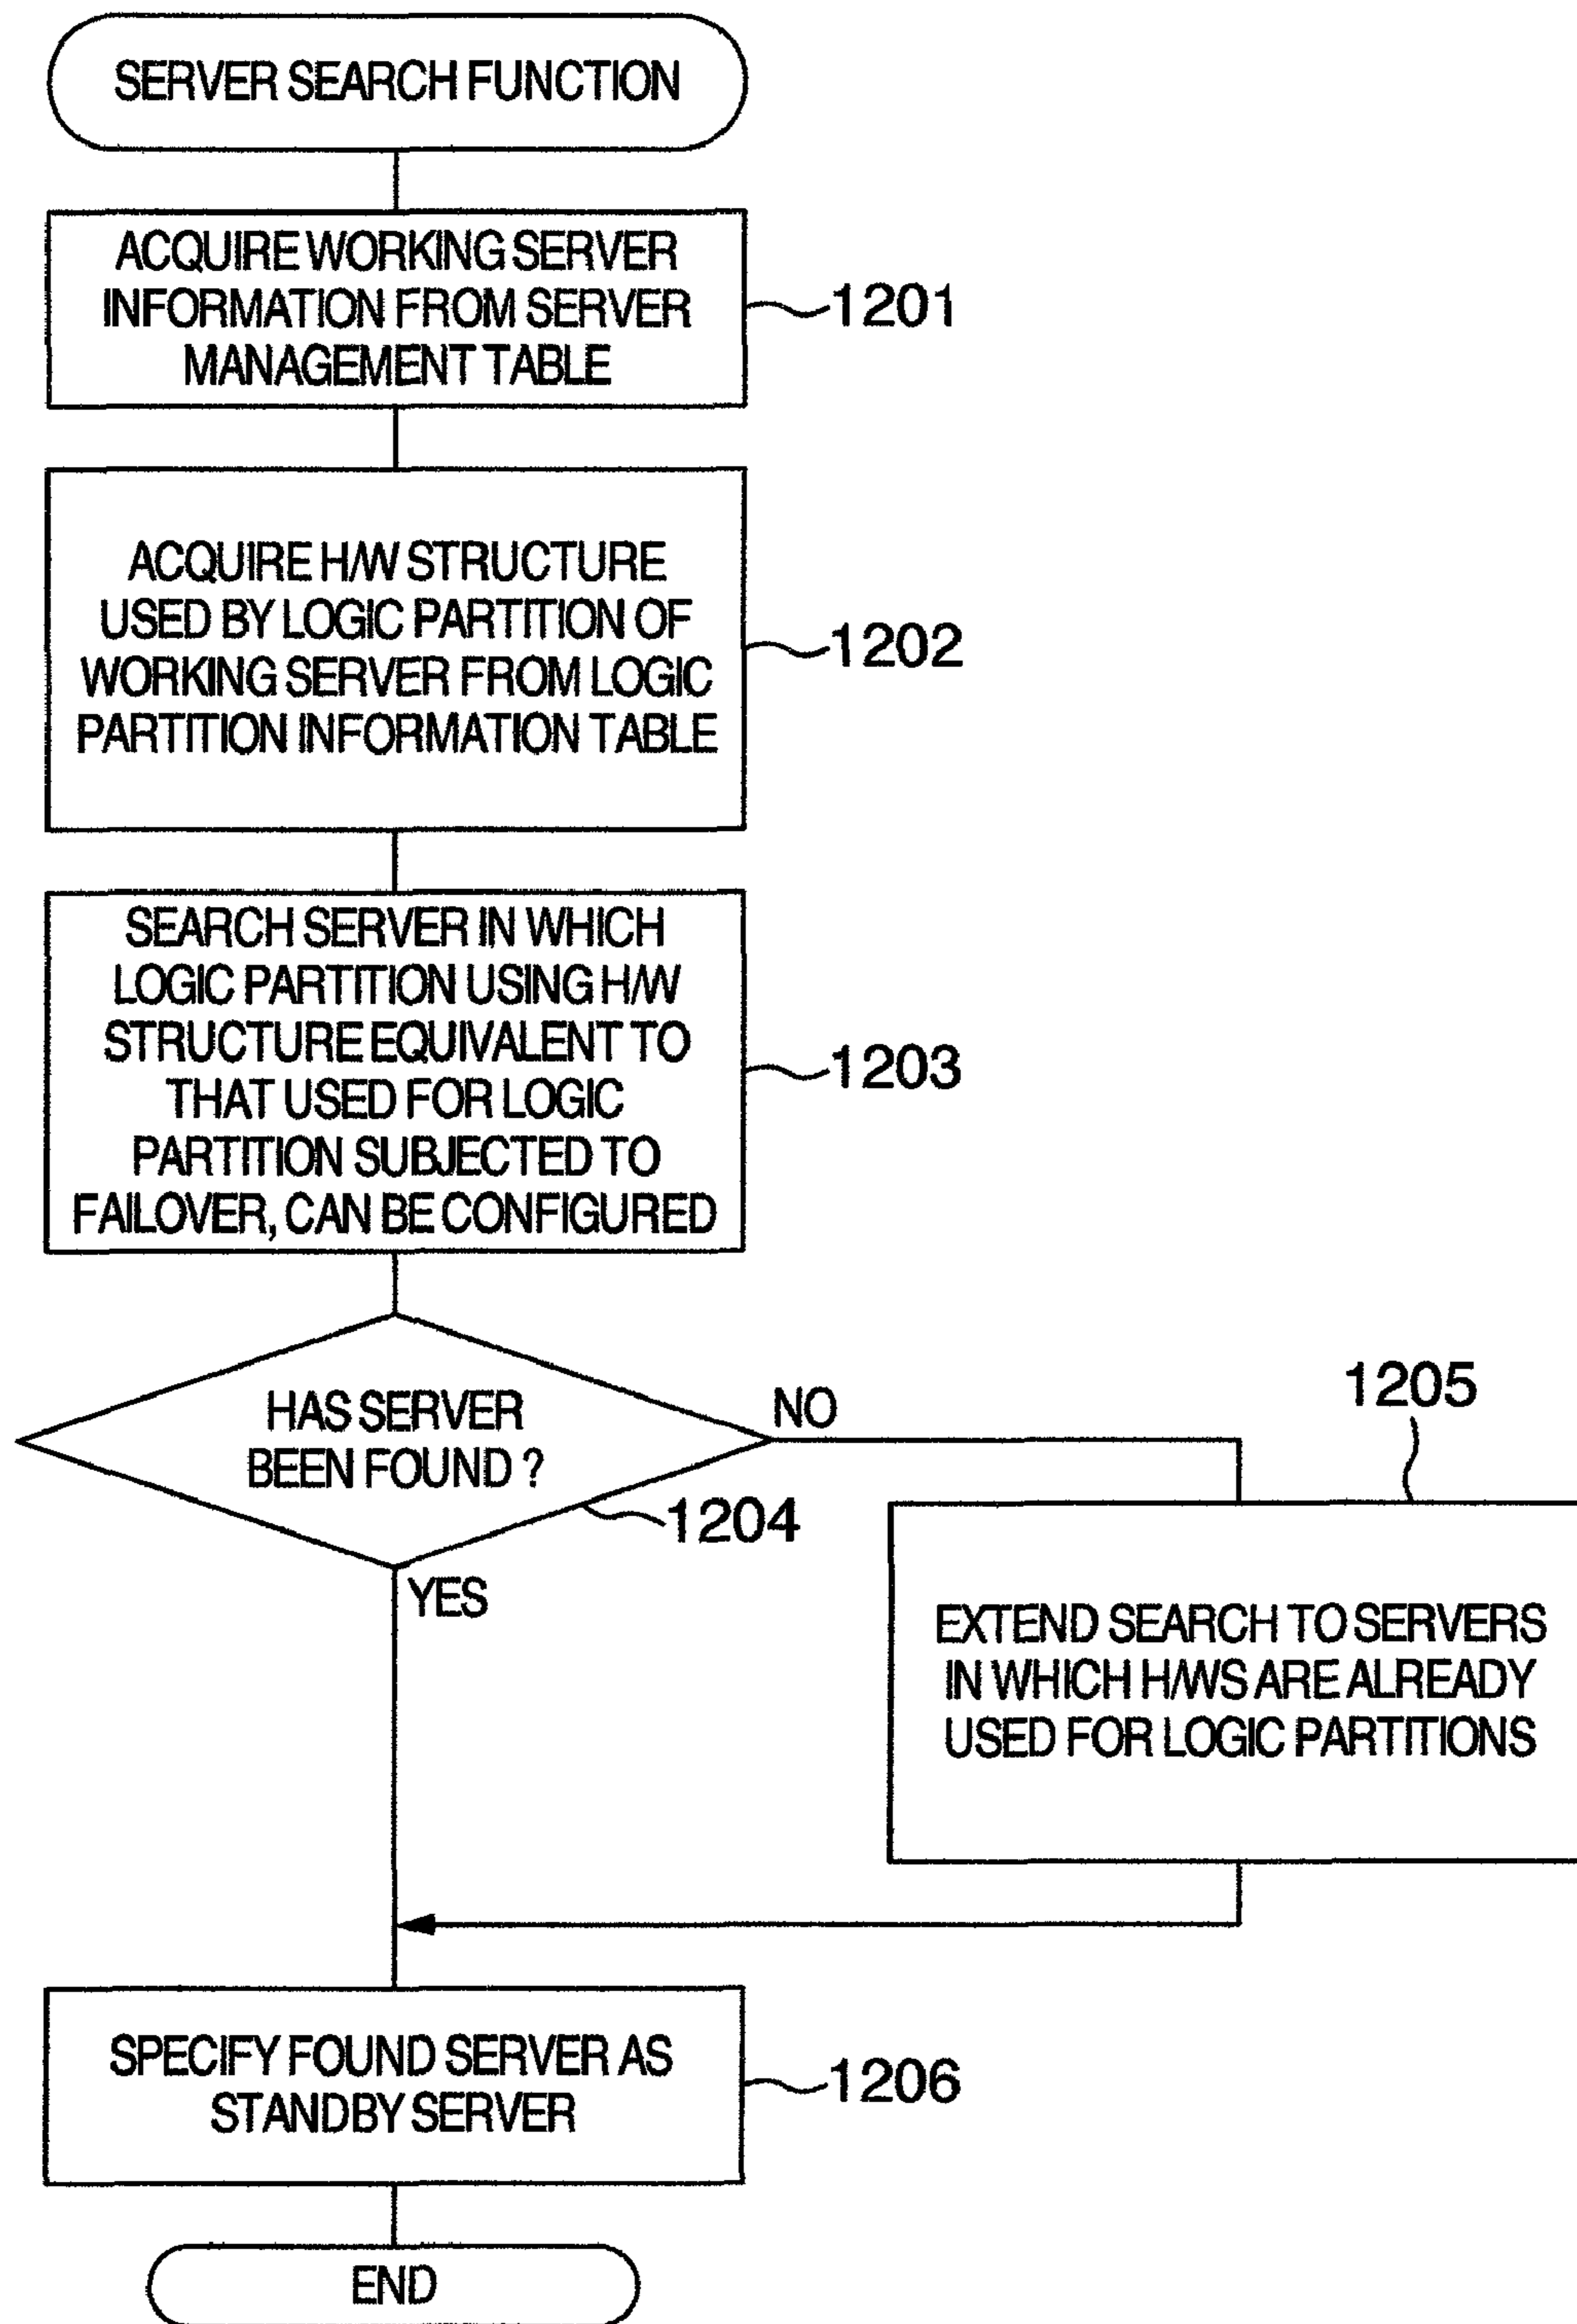 SERVER SEARCH FUNCTION
ACQUIRE WORKING SERVER
INFORMATION FROM SERVER
MANAGEMENT TABLE
1201
ACQUIRE H/W STRUCTURE
USED BY LOGIC PARTITION OF
WORKING SERVER FROM LOGIC
PARTITION INFORMATION TABLE
1202
SEARCH SERVER IN WHICH
LOGIC PARTITION USING H/W
STRUCTURE EQUIVALENT TO
THAT USED FOR LOGIC
PARTITION SUBJECTED TO
FAILOVER, CAN BE CONFIGURED
1203
HAS SERVER
BEEN FOUND ?
1204
NO
YES
1205
EXTEND SEARCH TO SERVERS
IN WHICH H/WS ARE ALREADY
USED FOR LOGIC PARTITIONS
SPECIFY FOUND SERVER AS
STANDBY SERVER
1206
END